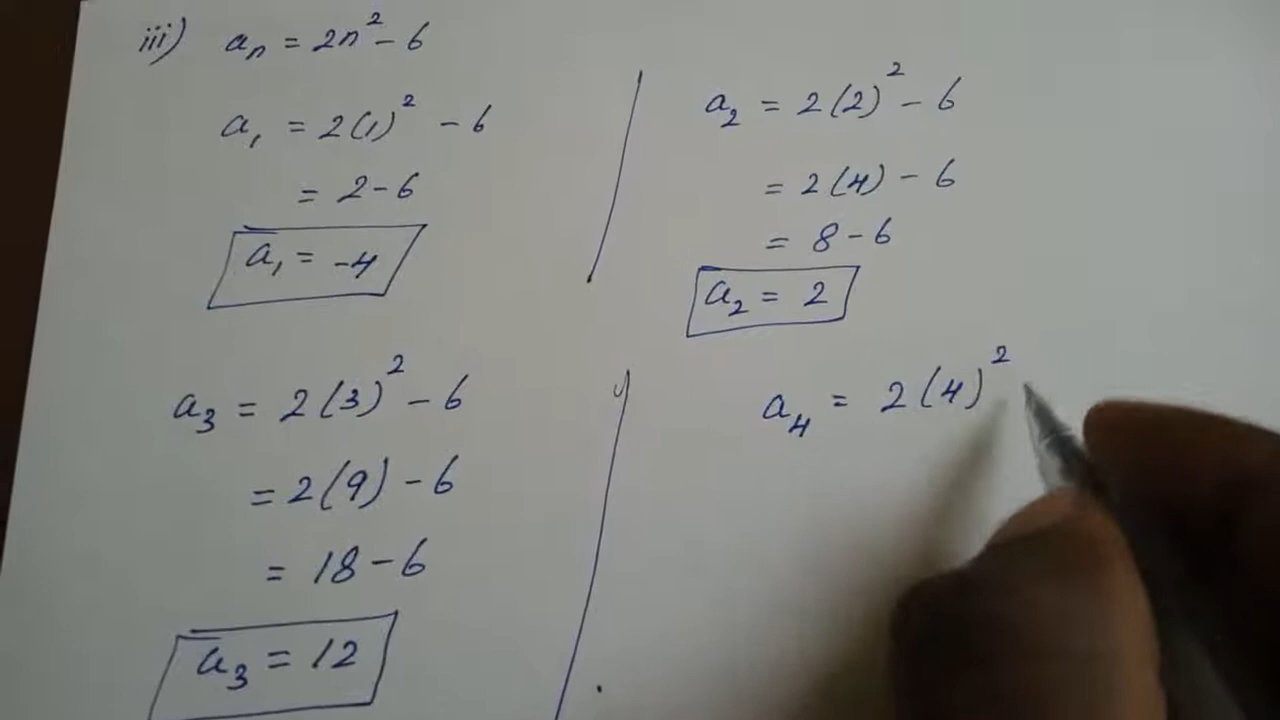 iii) aₙ = 2n² - 6
a₁ = 2(1)² - 6
= 2 - 6
a₁ = -4
a₂ = 2(2)² - 6
= 2(4) - 6
= 8 - 6
a₂ = 2
a₃ = 2(3)² - 6
= 2(9) - 6
= 18 - 6
a₃ = 12
a₄ = 2(4)²